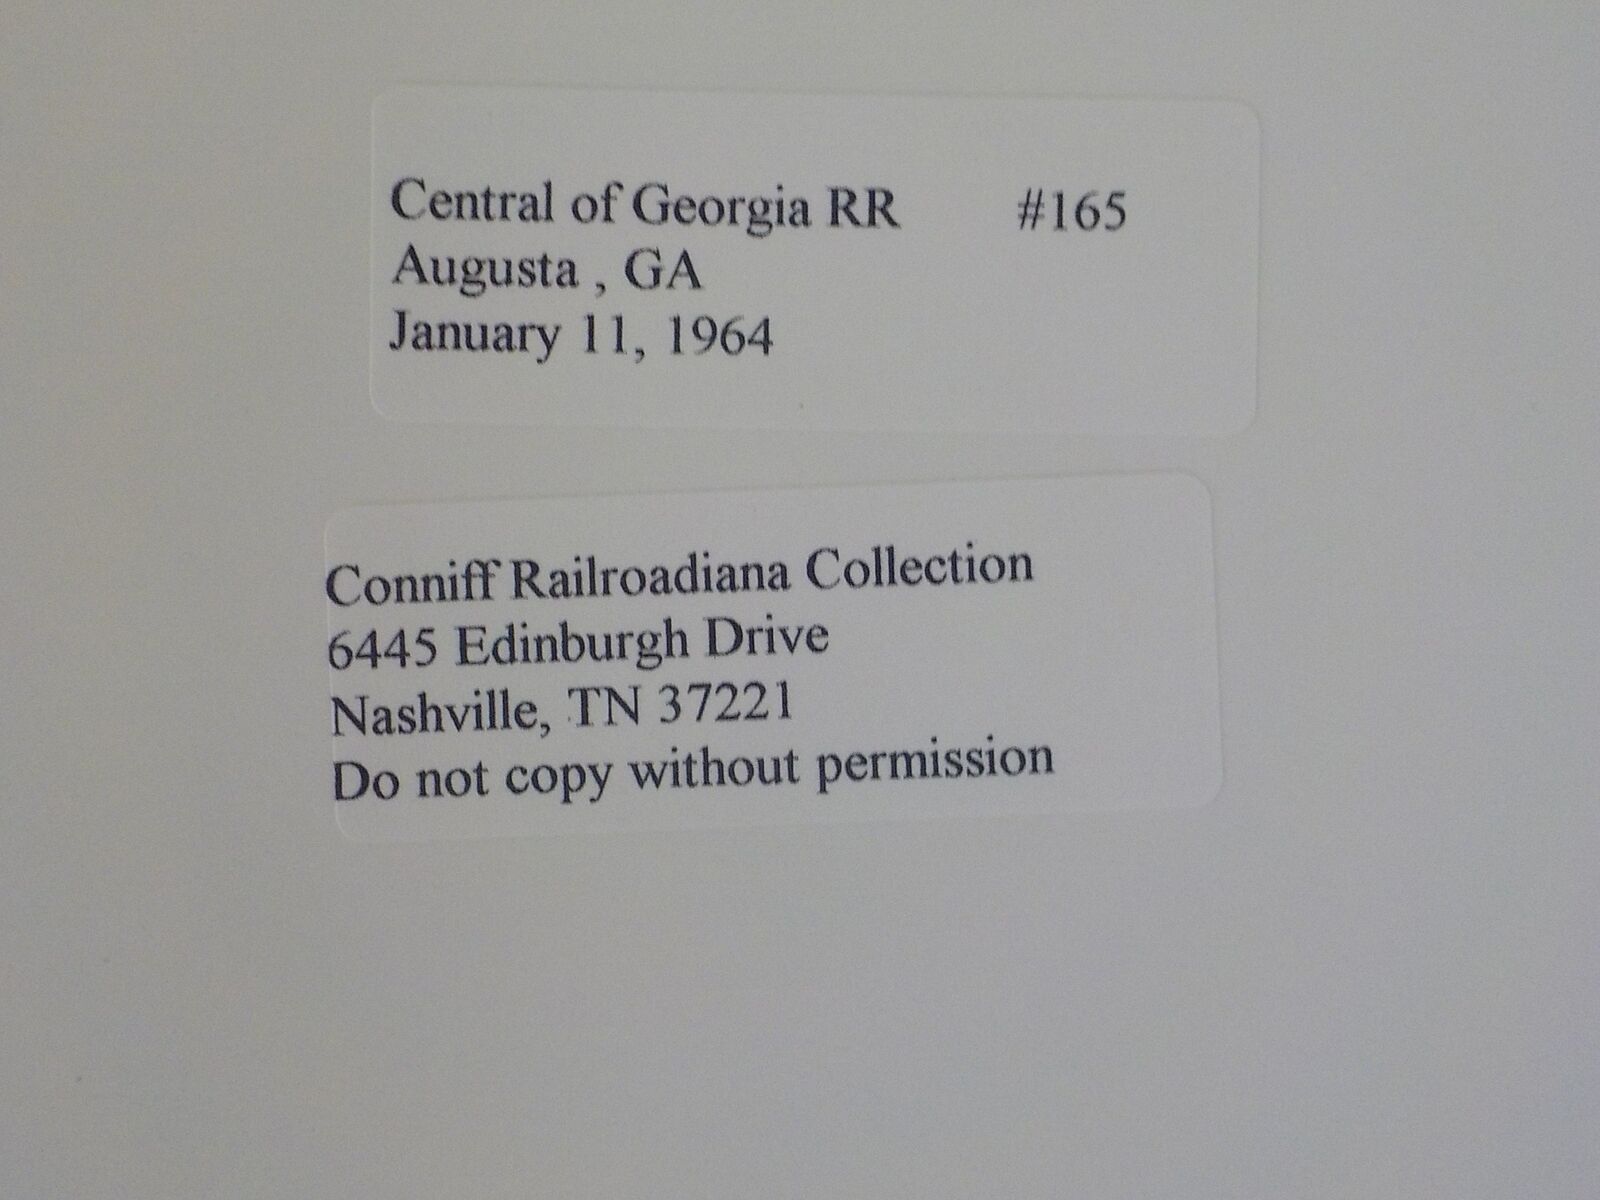 Central of Georgia RR #165
Augusta , GA
January 11, 1964
Conniff Railroadiana Collection
6445 Edinburgh Drive
Nashville, TN 37221
Do not copy without permission